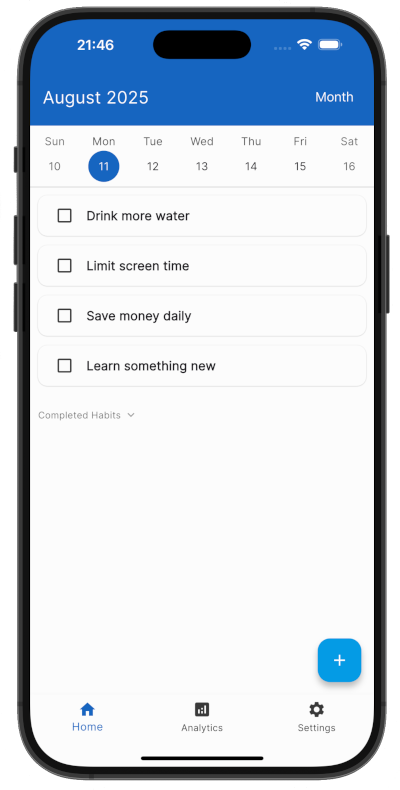 21:46
August 2025 Month
Sun Mon Tue Wed Thu Fri Sat
10 11 12 13 14 15 16
Drink more water
Limit screen time
Save money daily
Learn something new
Completed Habits
+
Home Analytics Settings